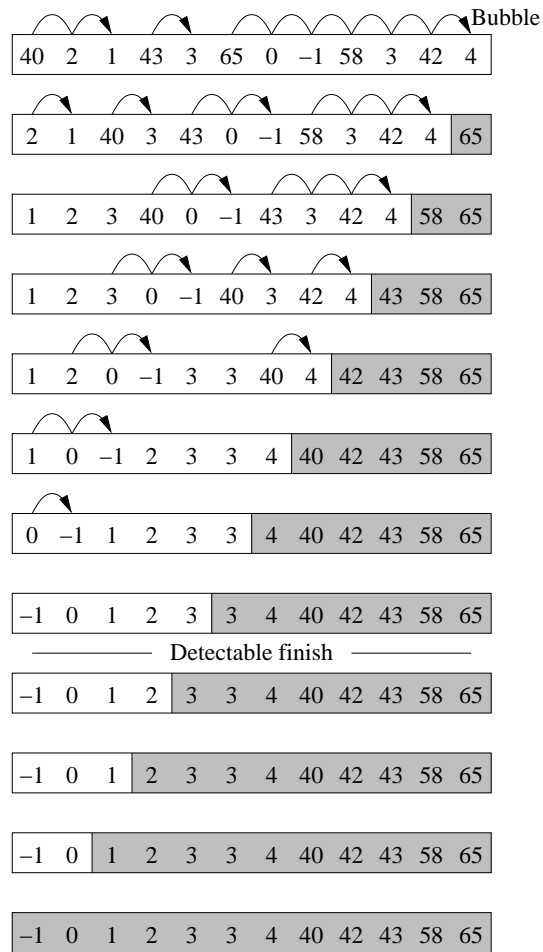 Bubble
40 2 1 43 3 65 0 −1 58 3 42 4
2 1 40 3 43 0 −1 58 3 42 4 65
1 2 3 40 0 −1 43 3 42 4 58 65
1 2 3 0 −1 40 3 42 4 43 58 65
1 2 0 −1 3 3 40 4 42 43 58 65
1 0 −1 2 3 3 4 40 42 43 58 65
0 −1 1 2 3 3 4 40 42 43 58 65
−1 0 1 2 3 3 4 40 42 43 58 65
Detectable finish
−1 0 1 2 3 3 4 40 42 43 58 65
−1 0 1 2 3 3 4 40 42 43 58 65
−1 0 1 2 3 3 4 40 42 43 58 65
−1 0 1 2 3 3 4 40 42 43 58 65